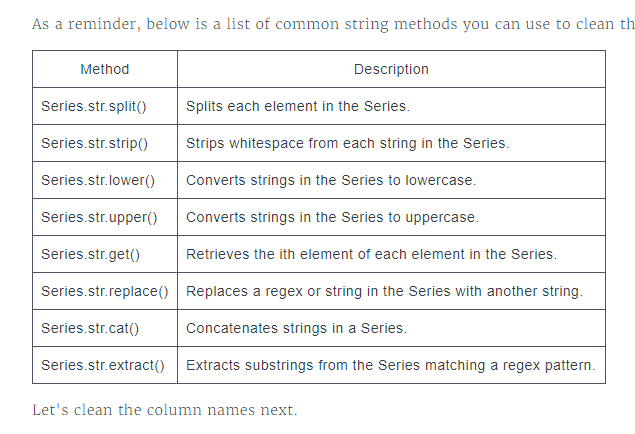 As a reminder, below is a list of common string methods you can use to clean th
Method Description
Series.str.split() Splits each element in the Series.
Series.str.strip() Strips whitespace from each string in the Series.
Series.str.lower() Converts strings in the Series to lowercase.
Series.str.upper() Converts strings in the Series to uppercase.
Series.str.get() Retrieves the ith element of each element in the Series.
Series.str.replace() Replaces a regex or string in the Series with another string.
Series.str.cat() Concatenates strings in a Series.
Series.str.extract() Extracts substrings from the Series matching a regex pattern.
Let's clean the column names next.